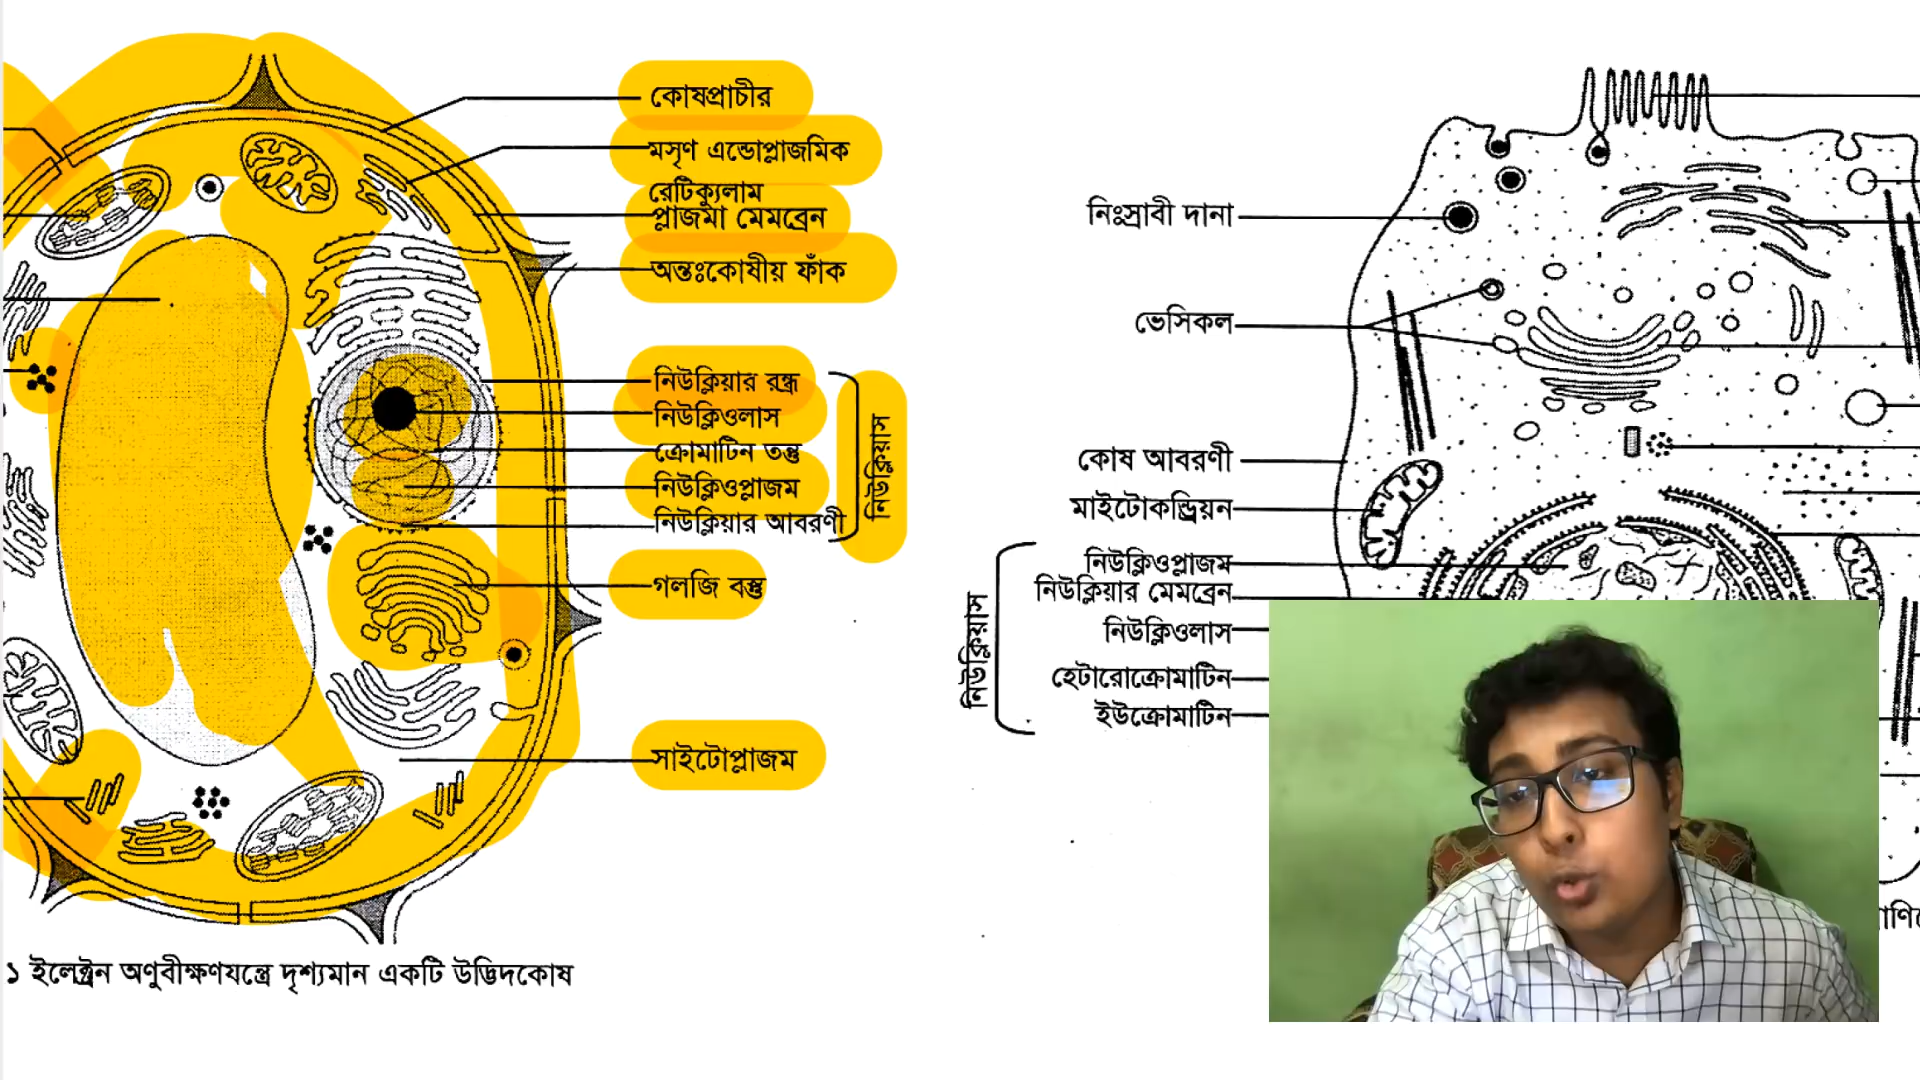 কোষপ্রাচীর
মসৃণ এন্ডোপ্লাজমিক
রেটিক্যুলাম
প্লাজমা মেমব্রেন
অন্তঃকোষীয় ফাঁক
নিউক্লিয়ার রন্ধ্র
নিউক্লিওলাস
ক্রোমাটিন তন্তু
নিউক্লিওপ্লাজম
নিউক্লিয়ার আবরণী
নিউক্লিয়াস
গলজি বস্তু
সাইটোপ্লাজম
১ ইলেক্ট্রন অণুবীক্ষণযন্ত্রে দৃশ্যমান একটি উদ্ভিদকোষ
নিঃস্রাবী দানা
ভেসিকল
কোষ আবরণী
মাইটোকন্ড্রিয়ন
নিউক্লিওপ্লাজম
নিউক্লিয়ার মেমব্রেন
নিউক্লিওলাস
হেটারোক্রোমাটিন
ইউক্রোমাটিন
নিউক্লিয়াস